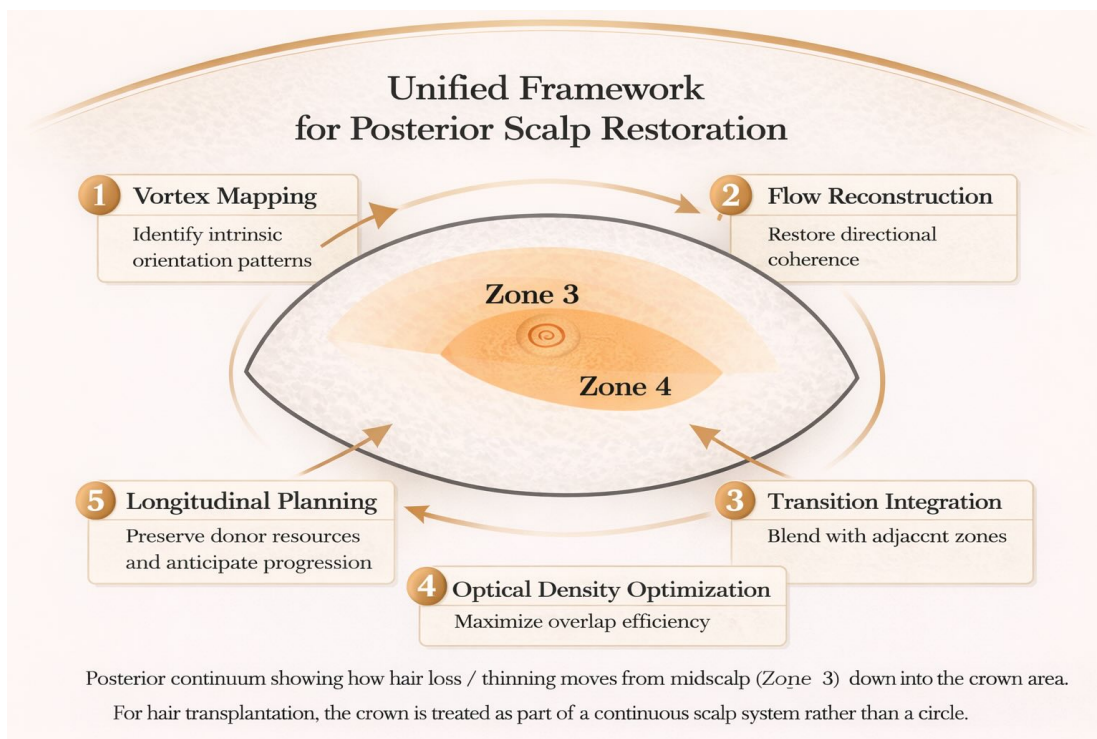 Unified Framework
for Posterior Scalp Restoration
1 Vortex Mapping
Identify intrinsic
orientation patterns
2 Flow Reconstruction
Restore directional
coherence
Zone 3
Zone 4
5 Longitudinal Planning
Preserve donor resources
and anticipate progression
3 Transition Integration
Blend with adjaccnt zones
4 Optical Density Optimization
Maximize overlap efficiency
Posterior continuum showing how hair loss / thinning moves from midscalp (Zone 3) down into the crown area.
For hair transplantation, the crown is treated as part of a continuous scalp system rather than a circle.